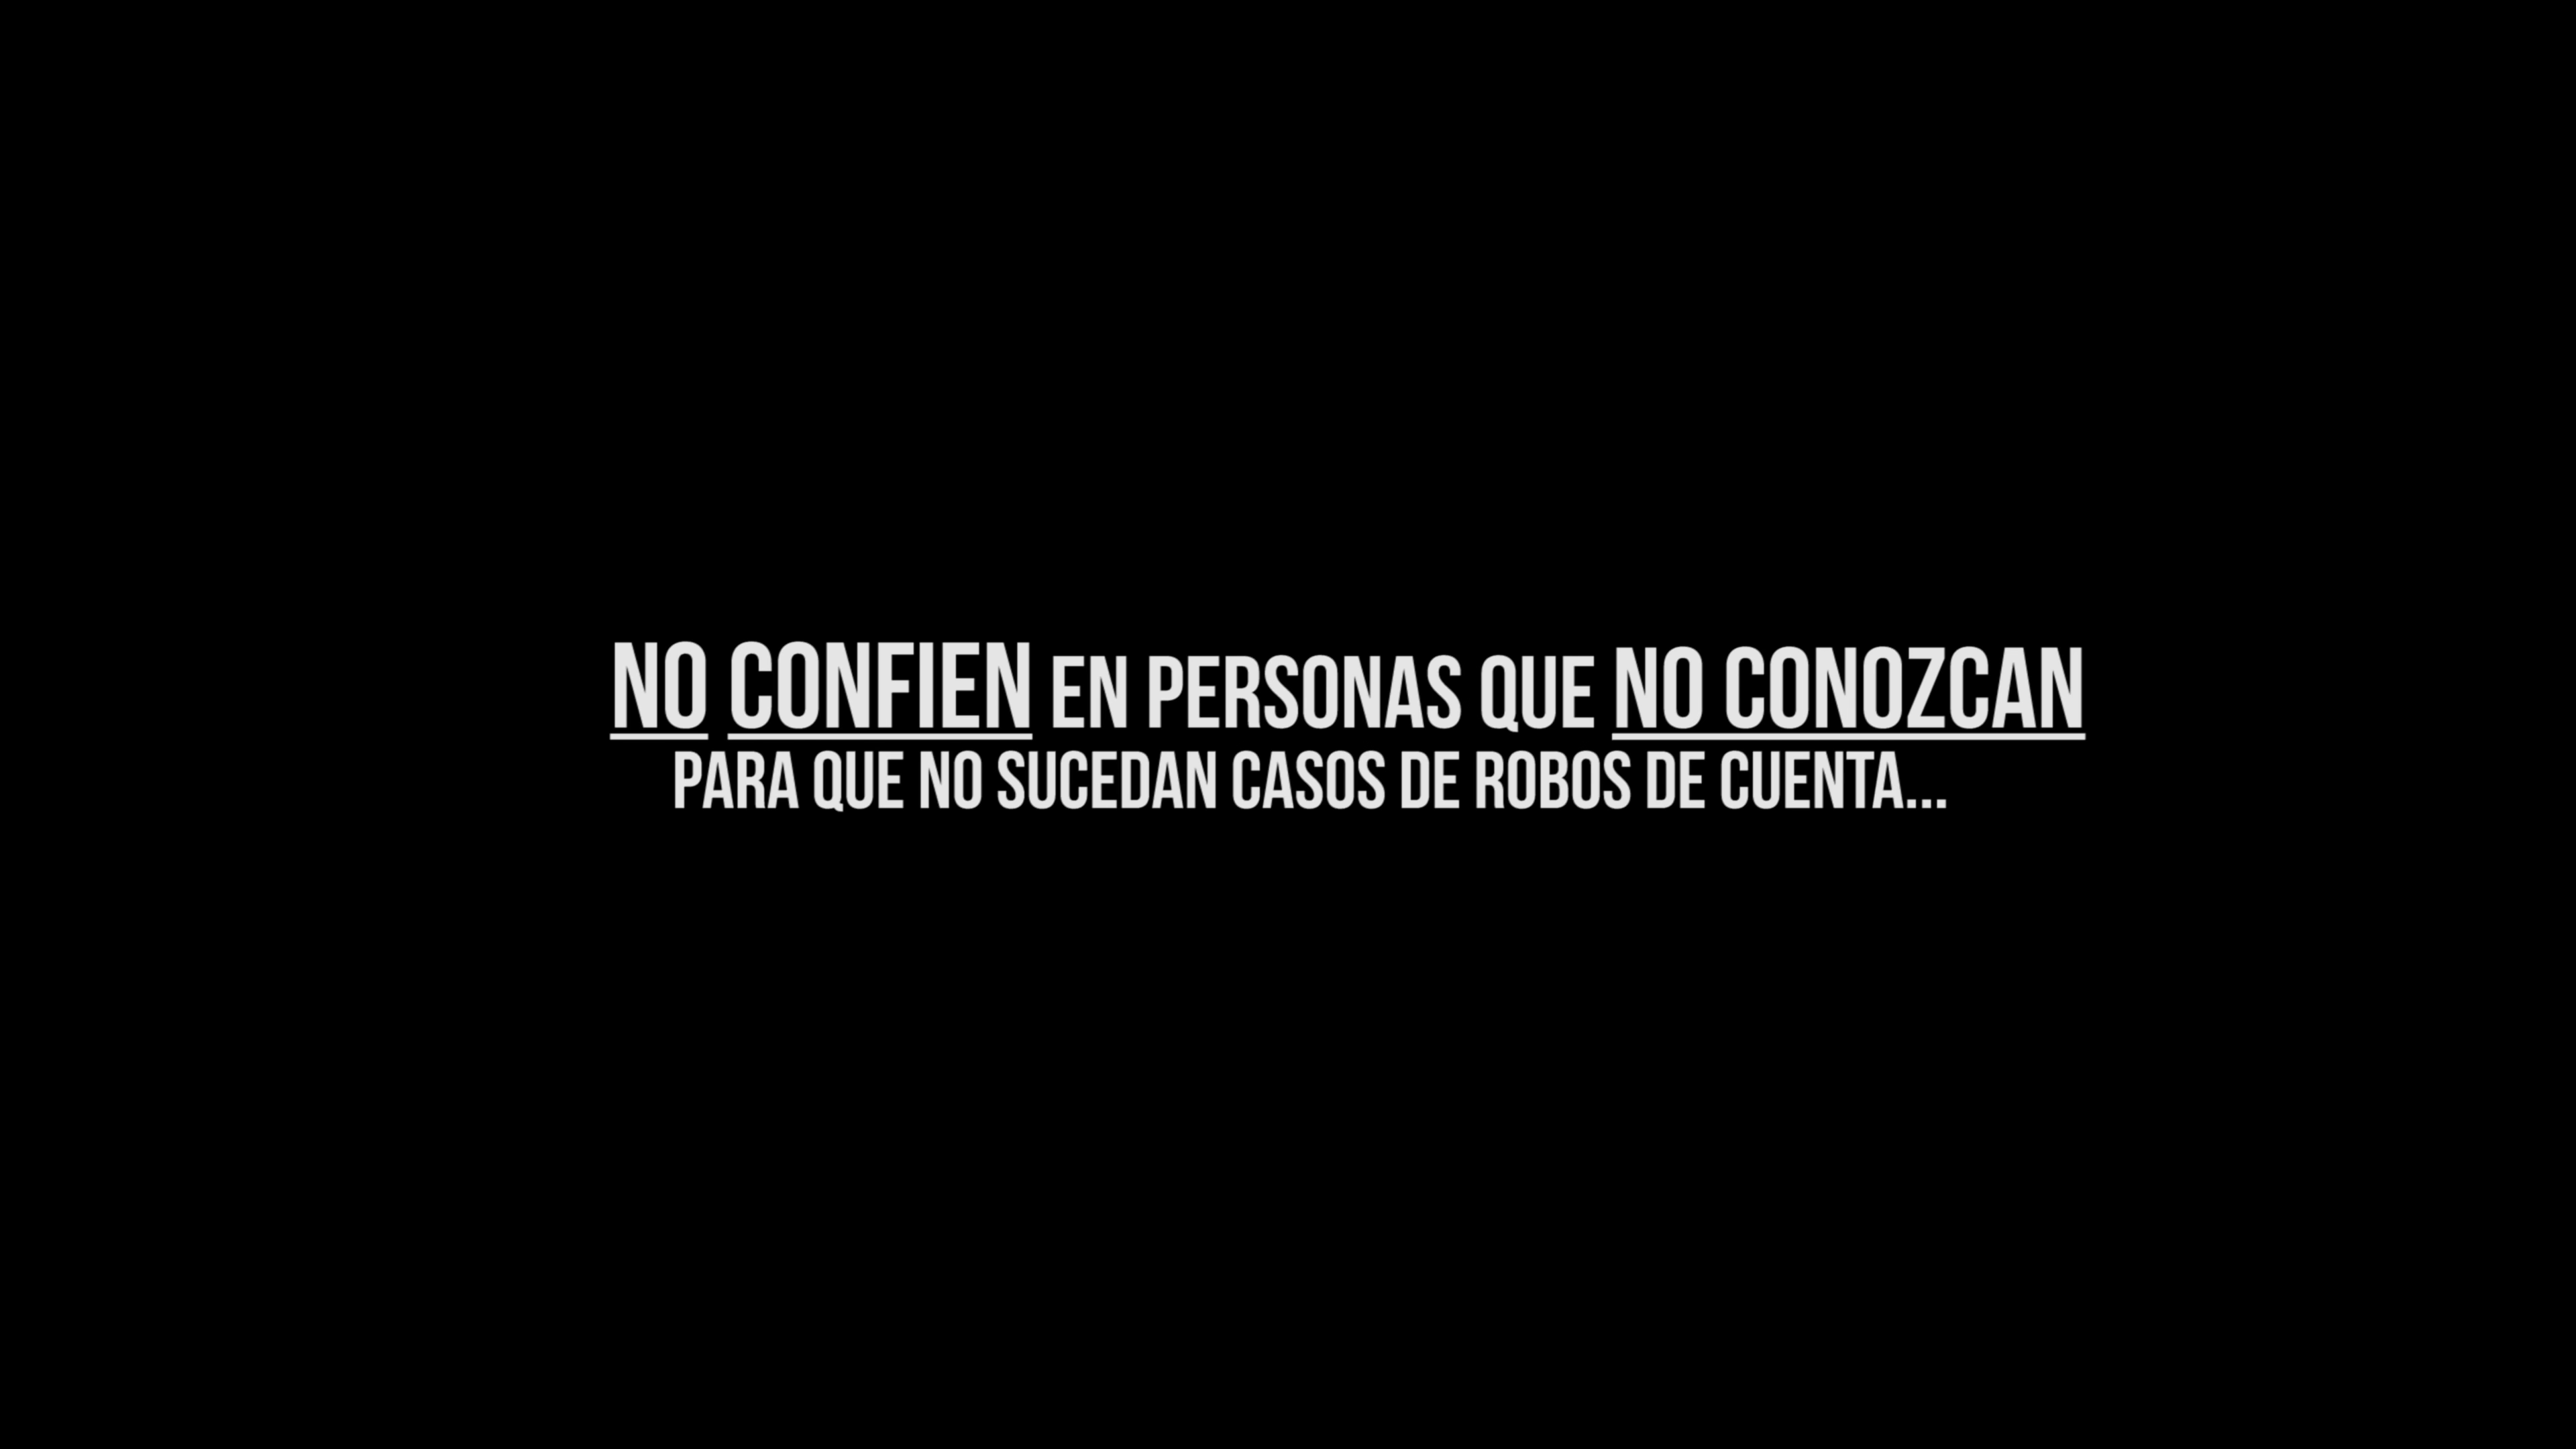 NO CONFIEN EN PERSONAS QUE NO CONOZCAN
PARA QUE NO SUCEDAN CASOS DE ROBOS DE CUENTA...